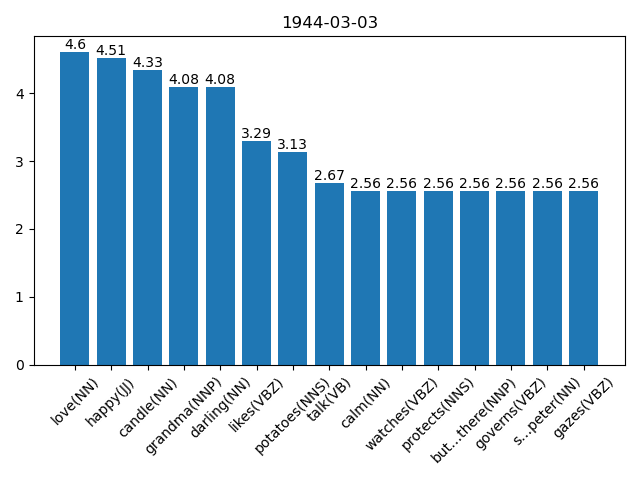 1944-03-03
4.6
4.51
4.33
4.08
4.08
3.29
3.13
2.67
2.56
2.56
2.56
2.56
2.56
2.56
2.56
4
3
2
1
0
love(NN)
happy(JJ)
candle(NN)
grandma(NNP)
darling(NN)
likes(VBZ)
potatoes(NNS)
talk(VB)
calm(NN)
watches(VBZ)
protects(NNS)
but...there(NNP)
governs(VBZ)
s...peter(NN)
gazes(VBZ)